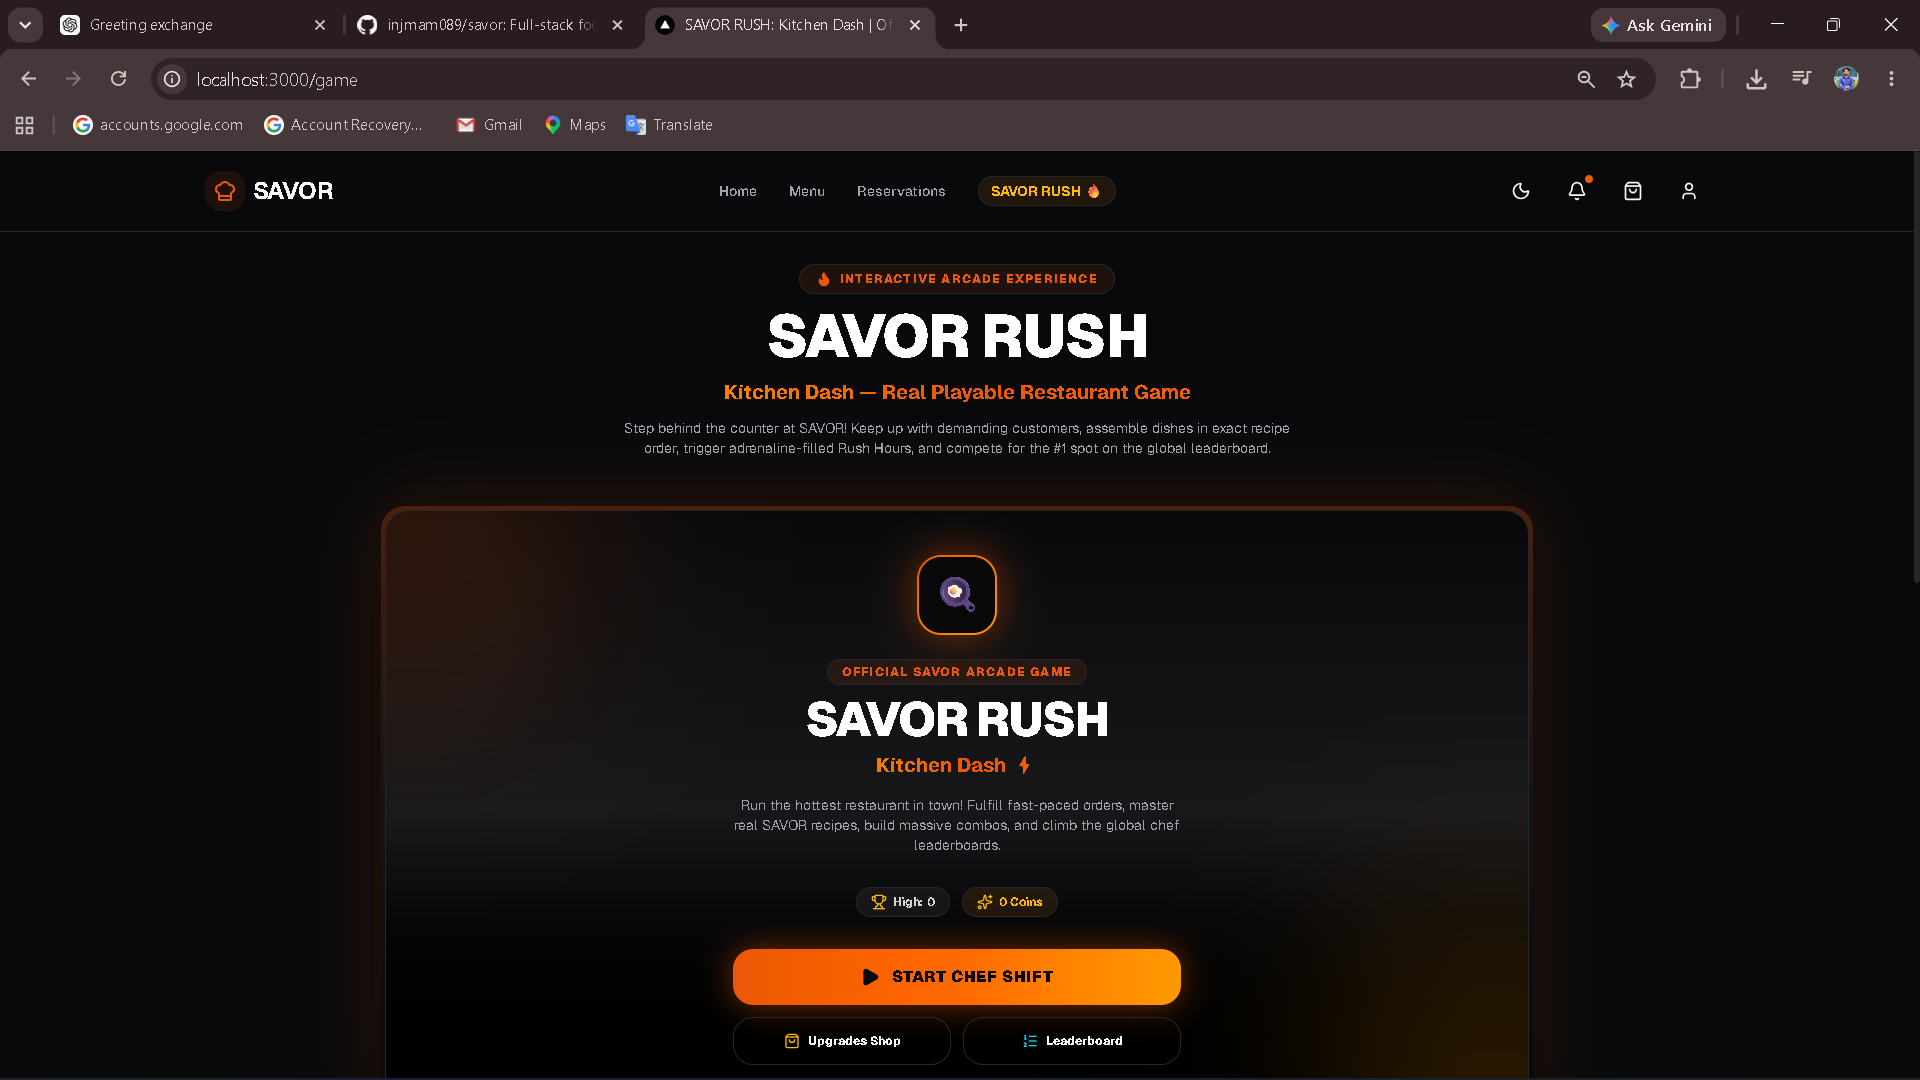 Greeting exchange
injmam089/savor: Full-stack fo
SAVOR RUSH: Kitchen Dash | Of
Ask Gemini
localhost:3000/game
accounts.google.com
Account Recovery...
Gmail
Maps
Translate
SAVOR
Home
Menu
Reservations
SAVOR RUSH
INTERACTIVE ARCADE EXPERIENCE
SAVOR RUSH
Kitchen Dash — Real Playable Restaurant Game
Step behind the counter at SAVOR! Keep up with demanding customers, assemble dishes in exact recipe
order, trigger adrenaline-filled Rush Hours, and compete for the #1 spot on the global leaderboard.
OFFICIAL SAVOR ARCADE GAME
SAVOR RUSH
Kitchen Dash
Run the hottest restaurant in town! Fulfill fast-paced orders, master
real SAVOR recipes, build massive combos, and climb the global chef
leaderboards.
High: 0
0 Coins
START CHEF SHIFT
Upgrades Shop
Leaderboard